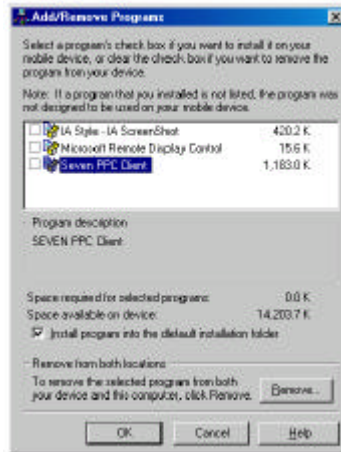 Add/Remove Programs
Select a program's check box if you want to install it on your
mobile device, or clear the check box if you want to remove the
program from your device.
Note: If a program that you installed is not listed, the program was
not designed to be used on your mobile device.
IA Style - IA ScreenShot 420.2 K
Microsoft Remote Display Control 15.6 K
Seven PPC Client 1,183.0 K
Program description
SEVEN PPC Client
Space required for selected programs: 0.0 K
Space available on device: 14,203.7 K
Install program into the default installation folder
Remove from both locations
To remove the selected program from both
your device and this computer, click Remove.
Remove...
OK Cancel Help